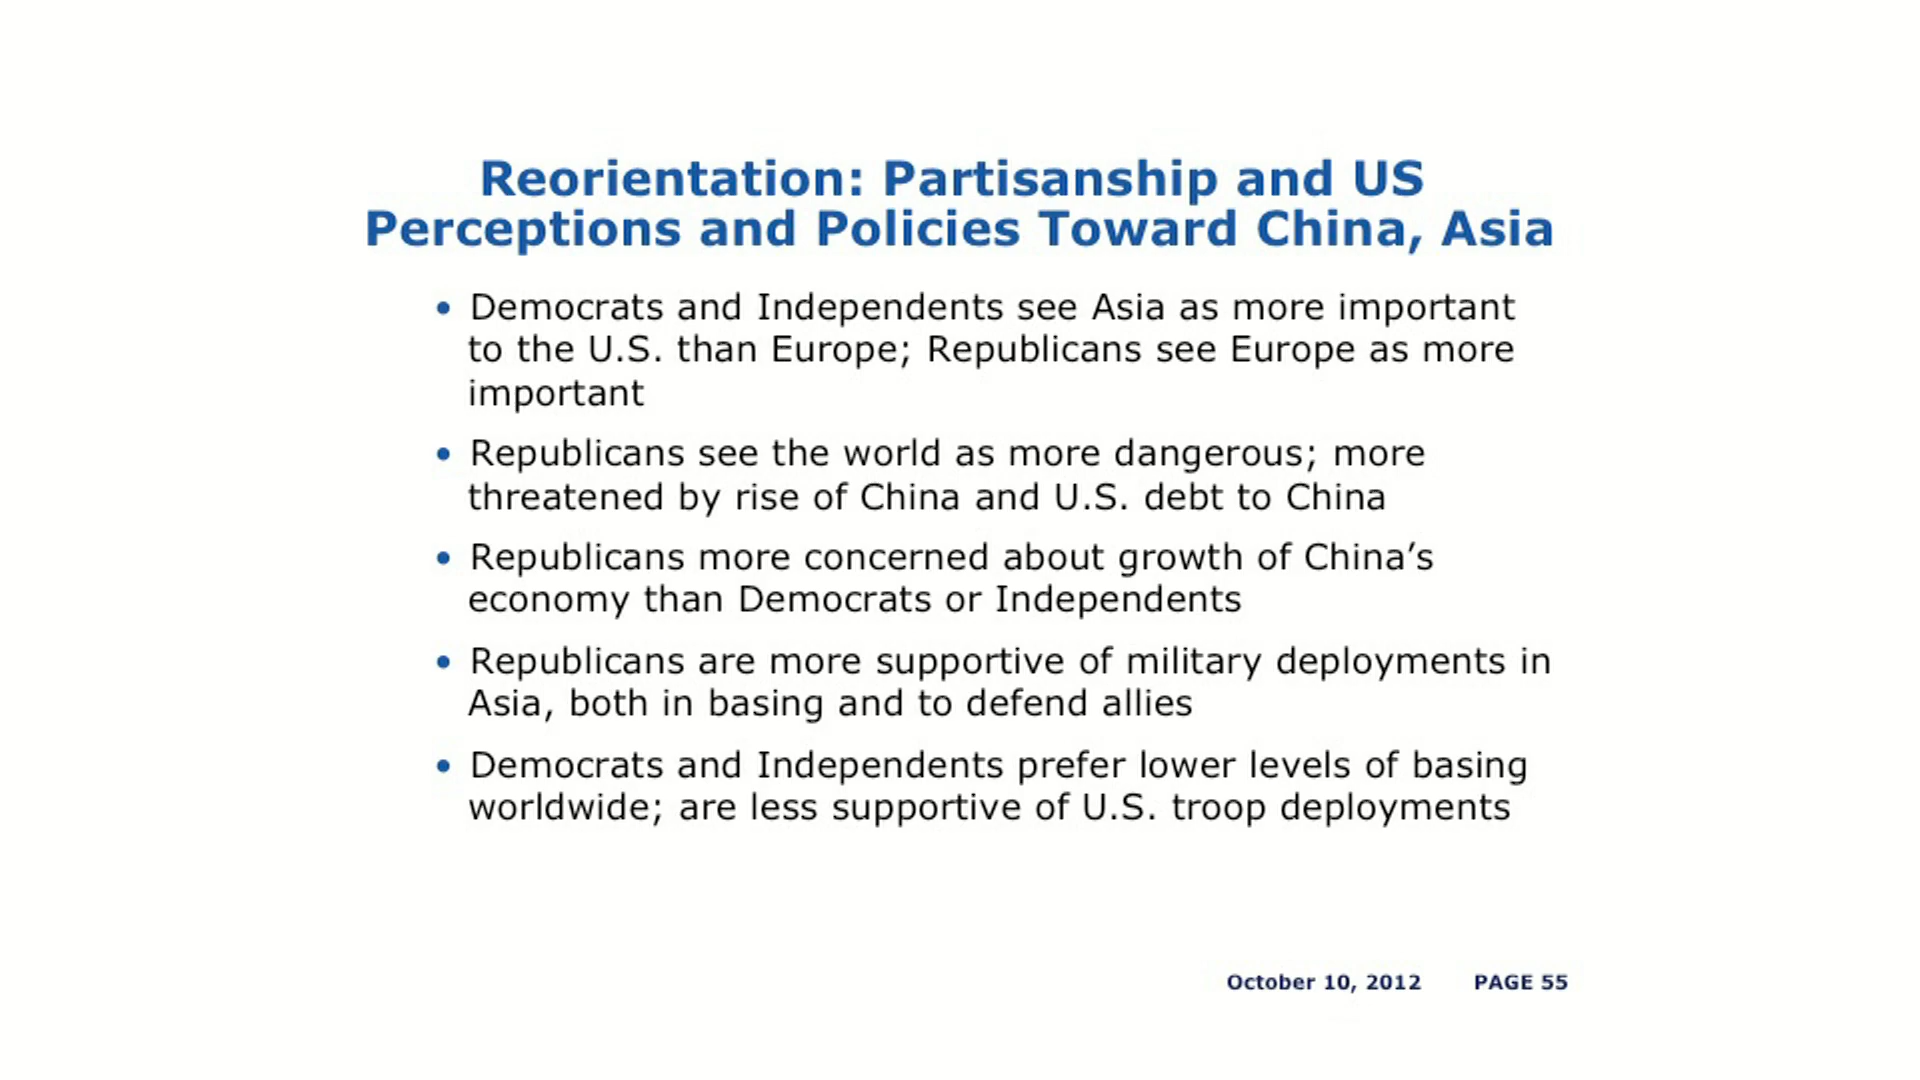 Reorientation: Partisanship and US
Perceptions and Policies Toward China, Asia
• Democrats and Independents see Asia as more important
to the U.S. than Europe; Republicans see Europe as more
important
• Republicans see the world as more dangerous; more
threatened by rise of China and U.S. debt to China
• Republicans more concerned about growth of China’s
economy than Democrats or Independents
• Republicans are more supportive of military deployments in
Asia, both in basing and to defend allies
• Democrats and Independents prefer lower levels of basing
worldwide; are less supportive of U.S. troop deployments
October 10, 2012 PAGE 55